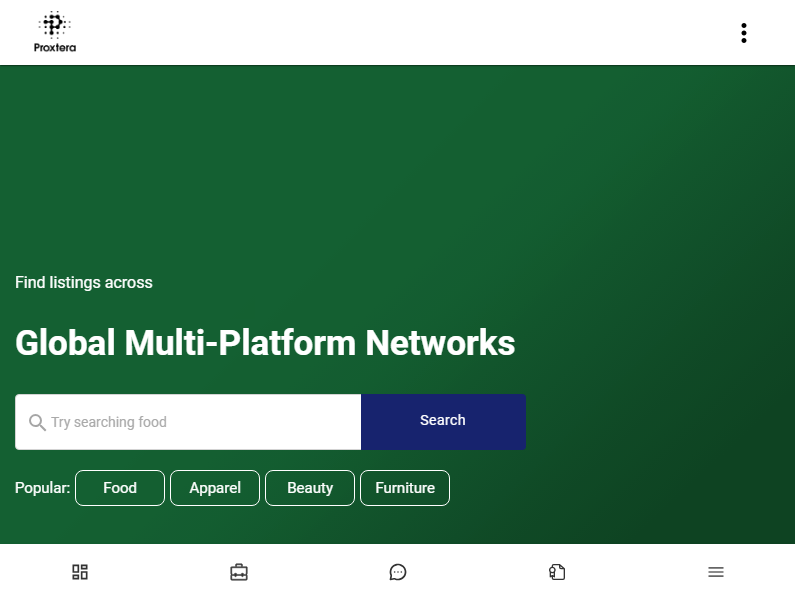 Proxtera
Find listings across
Global Multi-Platform Networks
Try searching food
Search
Popular:
Food
Apparel
Beauty
Furniture